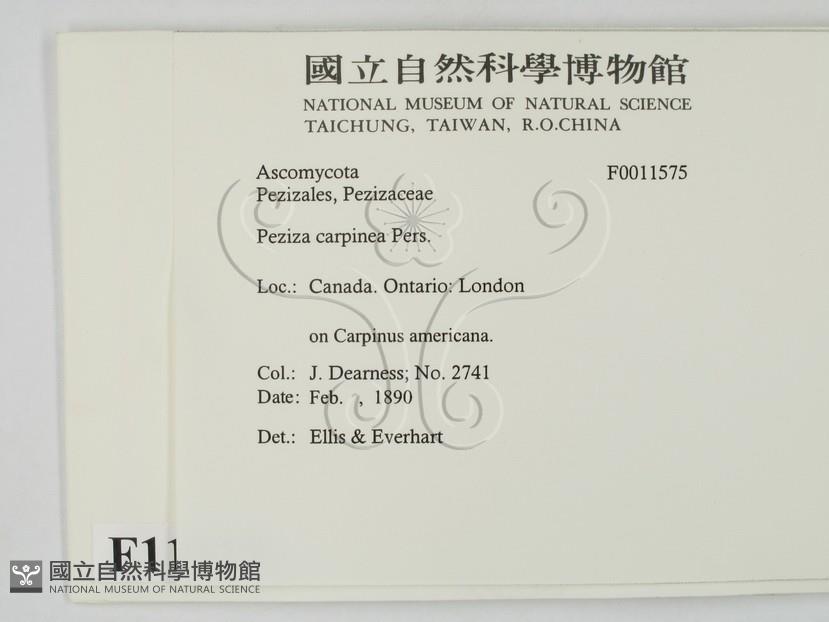 國立自然科學博物館
NATIONAL MUSEUM OF NATURAL SCIENCE
TAICHUNG, TAIWAN, R.O.CHINA
Ascomycota F0011575
Pezizales, Pezizaceae
Peziza carpinea Pers.
Loc.: Canada. Ontario: London
on Carpinus americana.
Col.: J. Dearness; No. 2741
Date: Feb. , 1890
Det.: Ellis & Everhart
F11
國立自然科學博物館
NATIONAL MUSEUM OF NATURAL SCIENCE